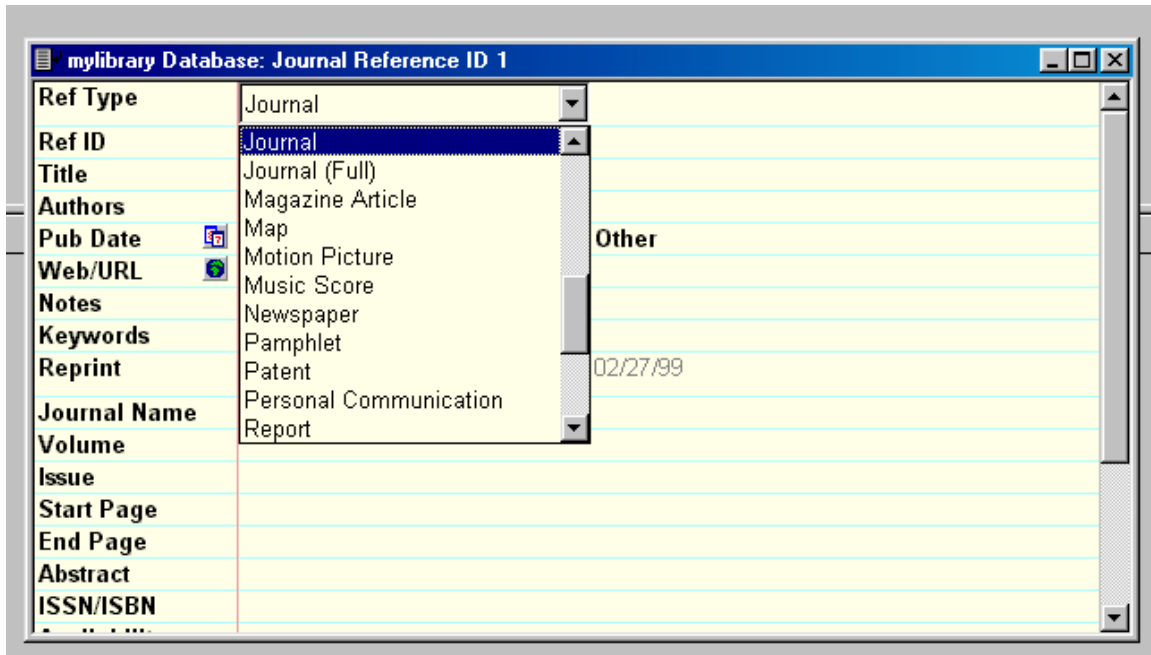 mylibrary Database: Journal Reference ID 1
Ref Type Journal
Ref ID Journal
Title Journal (Full)
Authors Magazine Article
Pub Date Map Other
Web/URL Motion Picture
Notes Music Score
Keywords Newspaper
Pamphlet
Reprint Patent 02/27/99
Journal Name Personal Communication
Volume Report
Issue
Start Page
End Page
Abstract
ISSN/ISBN